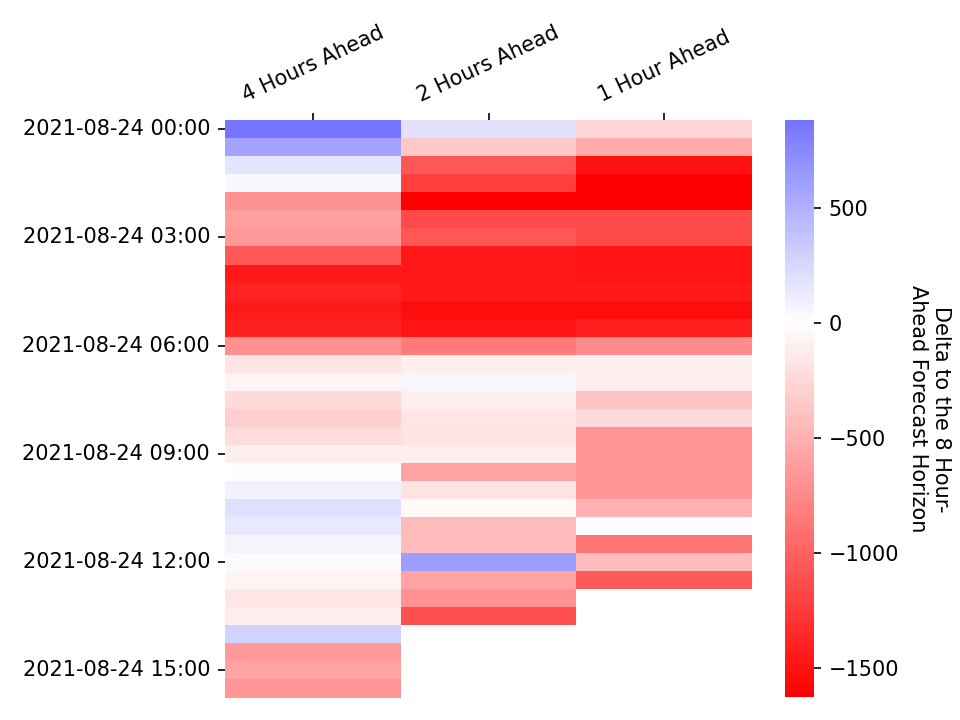 4 Hours Ahead
2 Hours Ahead
1 Hour Ahead
2021-08-24 00:00
2021-08-24 03:00
2021-08-24 06:00
2021-08-24 09:00
2021-08-24 12:00
2021-08-24 15:00
500
0
−500
−1000
−1500
Delta to the 8 Hour-
Ahead Forecast Horizon